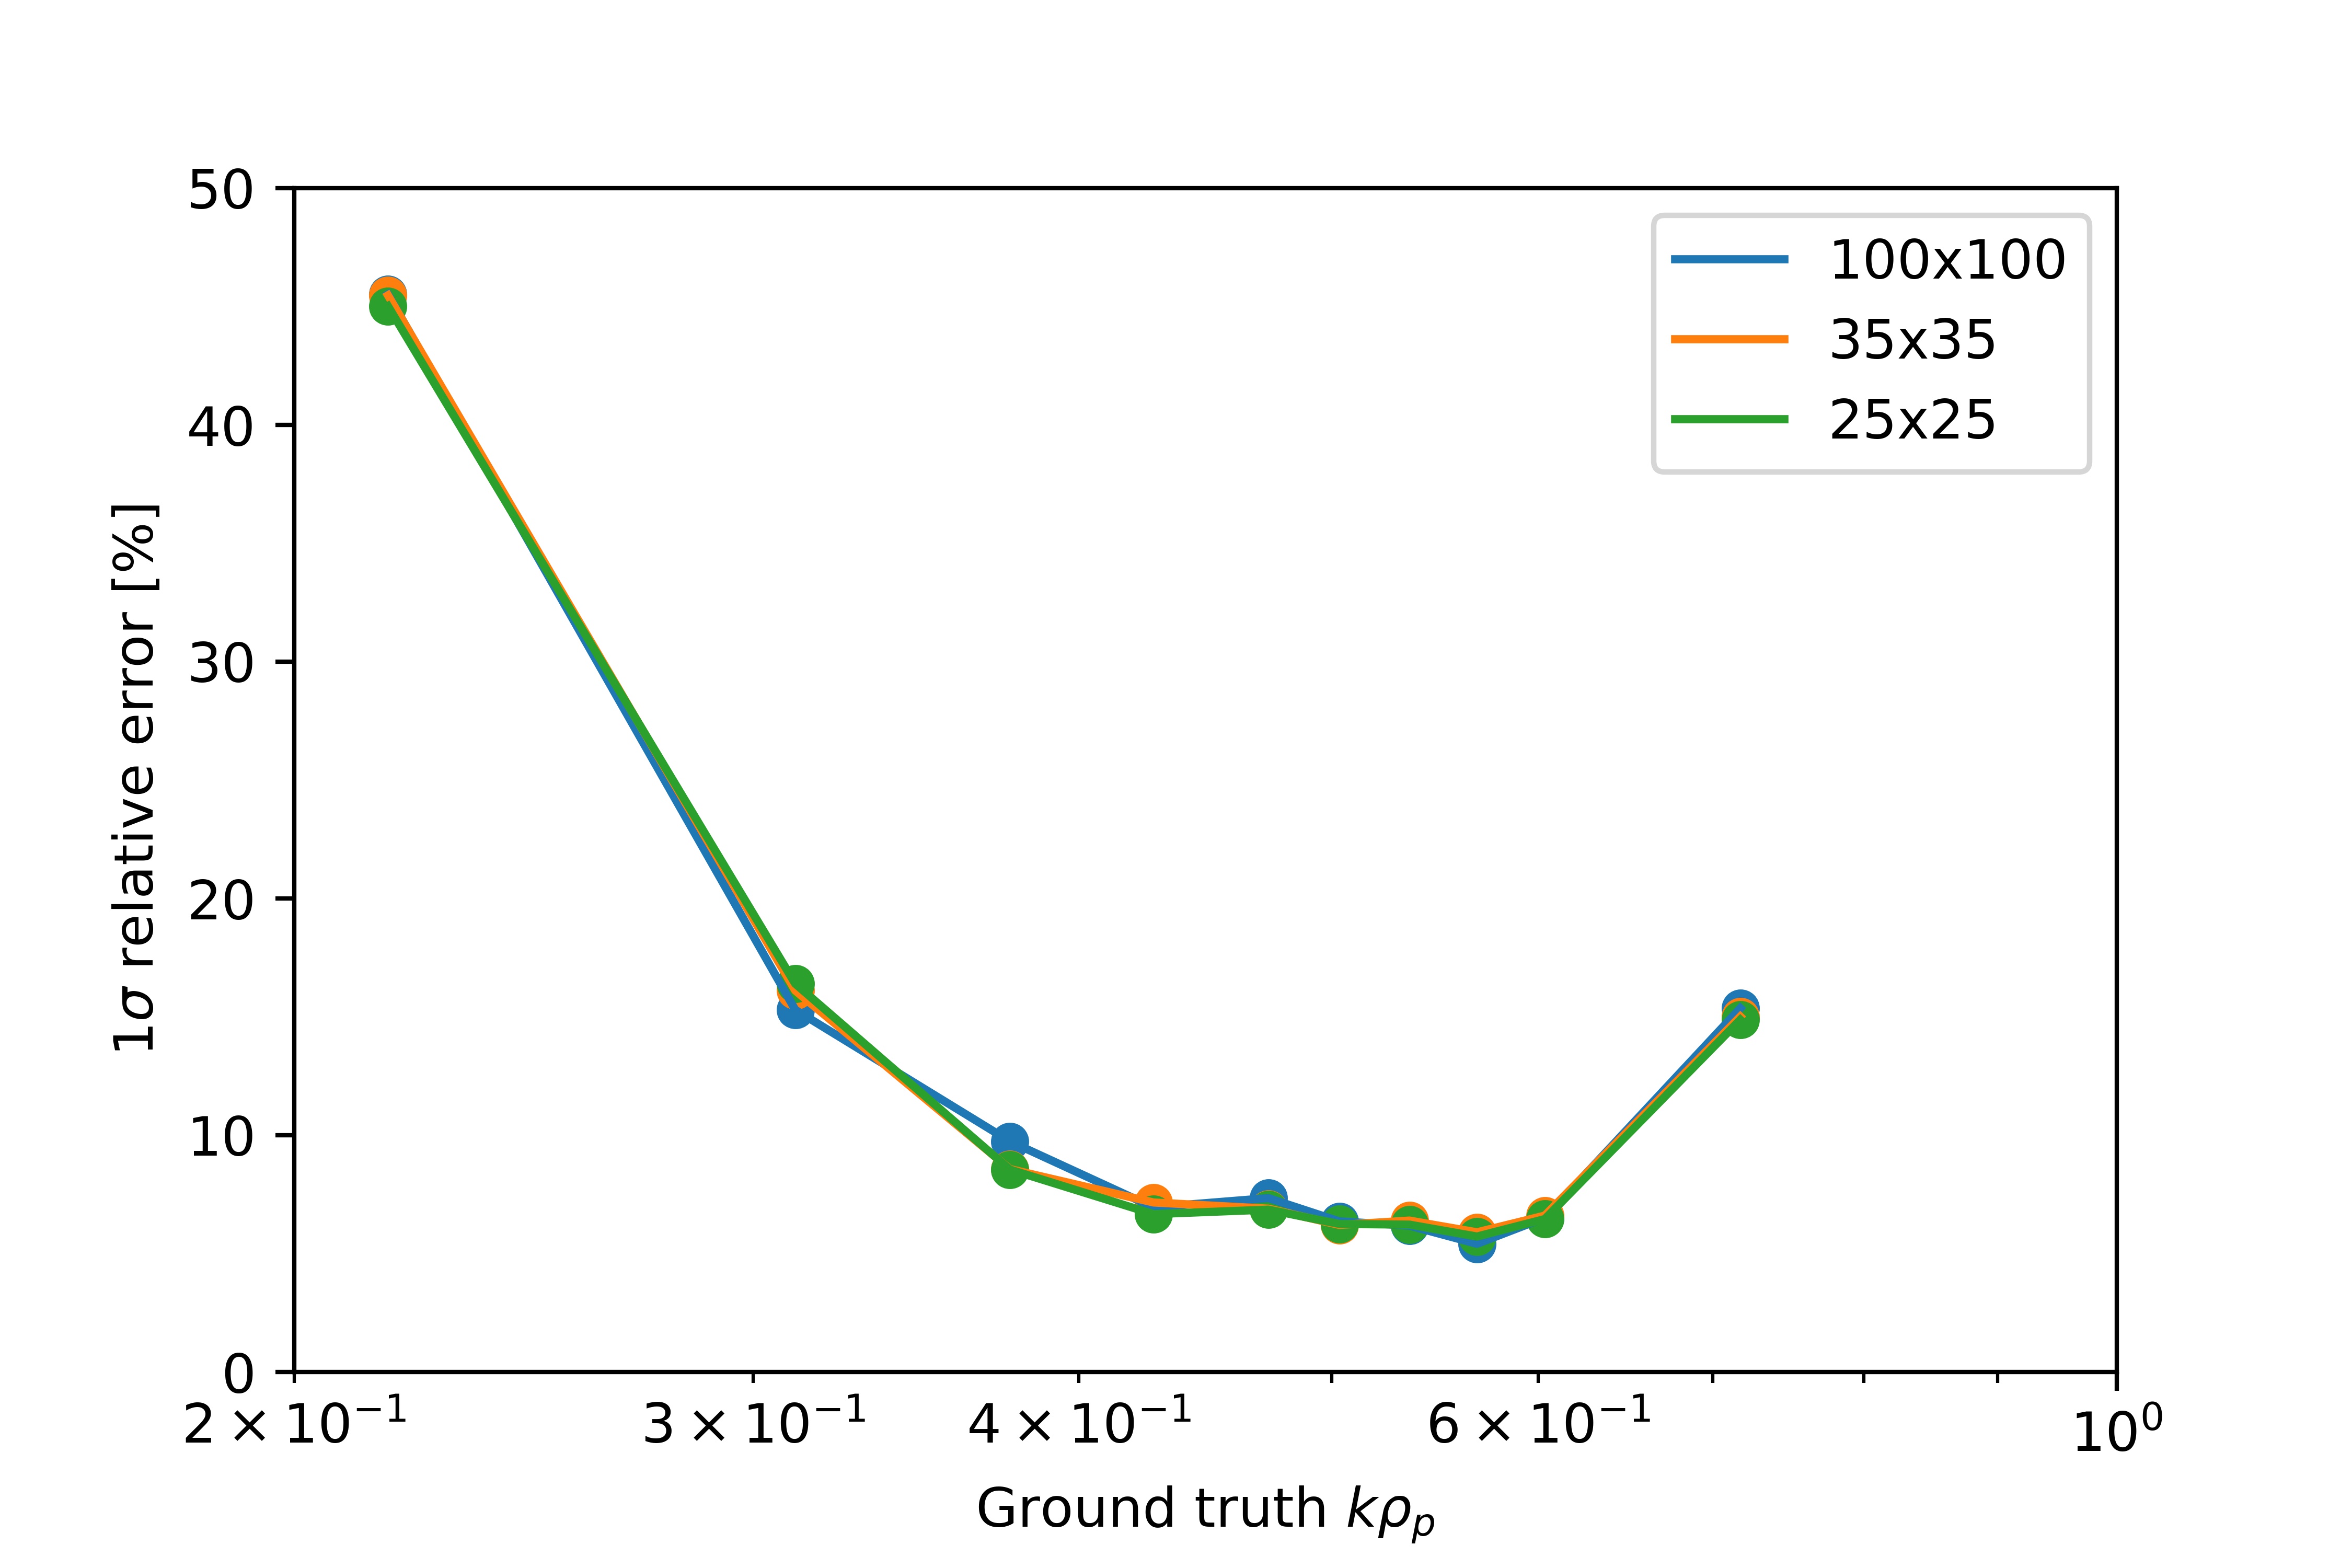 50
40
30
20
10
0
1σ relative error [%]
100x100
35x35
25x25
2 × 10⁻¹
3 × 10⁻¹
4 × 10⁻¹
6 × 10⁻¹
10⁰
Ground truth kρₚ